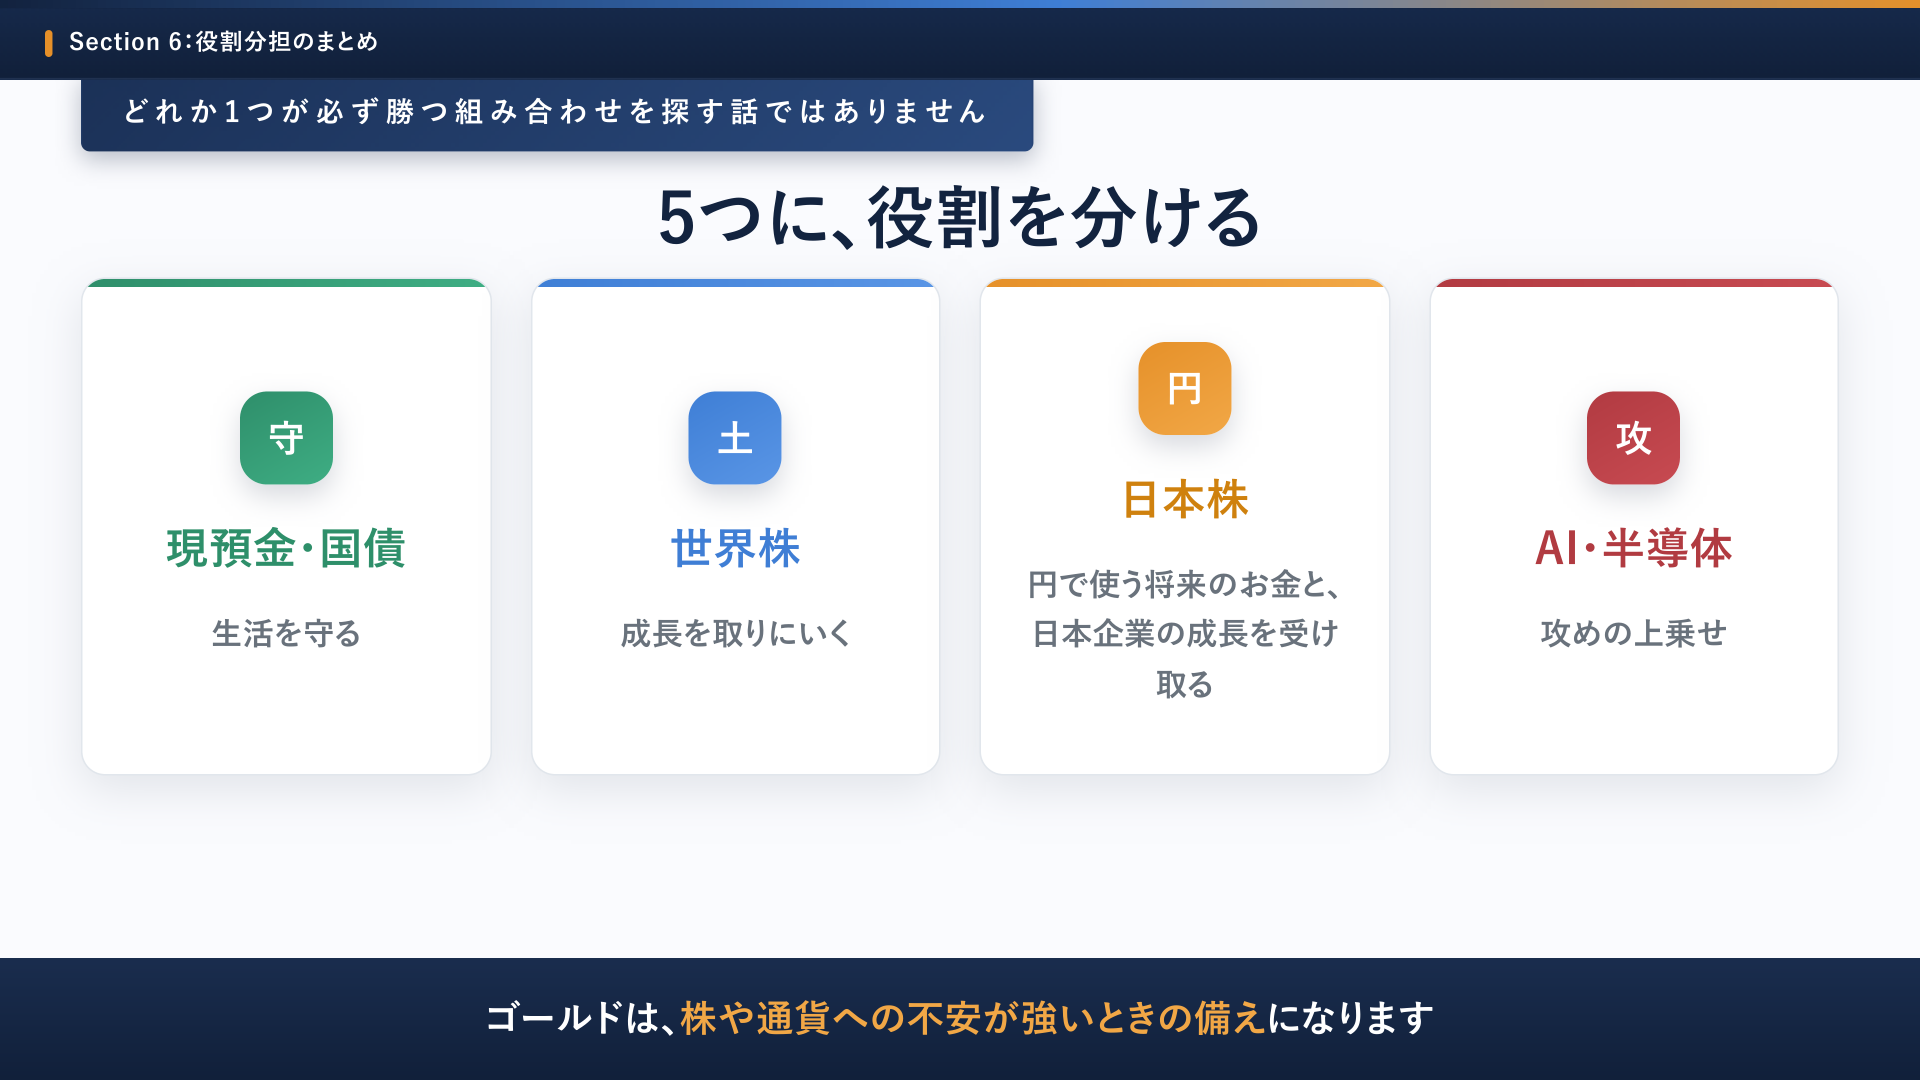 Section 6：役割分担のまとめ
どれか1つが必ず勝つ組み合わせを探す話ではありません
5つに、役割を分ける
守
現預金・国債
生活を守る
土
世界株
成長を取りにいく
円
日本株
円で使う将来のお金と、
日本企業の成長を受け
取る
攻
AI・半導体
攻めの上乗せ
ゴールドは、株や通貨への不安が強いときの備えになります